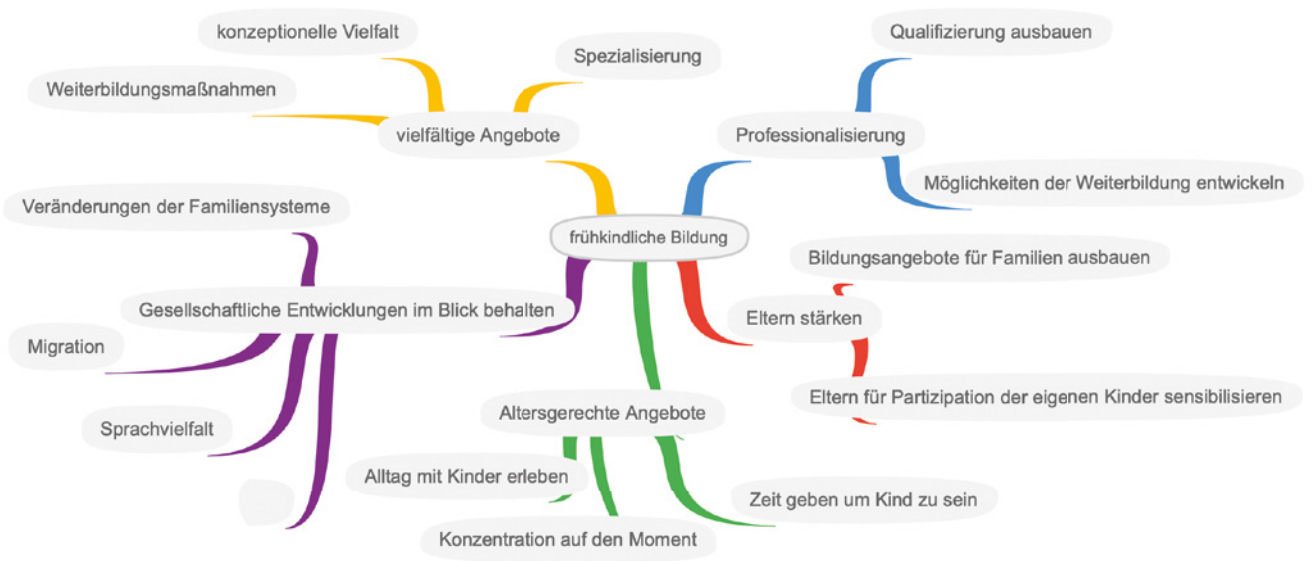 konzeptionelle Vielfalt
Qualifizierung ausbauen
Spezialisierung
Weiterbildungsmaßnahmen
vielfältige Angebote
Professionalisierung
Möglichkeiten der Weiterbildung entwickeln
Veränderungen der Familiensysteme
frühkindliche Bildung
Bildungsangebote für Familien ausbauen
Gesellschaftliche Entwicklungen im Blick behalten
Eltern stärken
Migration
Eltern für Partizipation der eigenen Kinder sensibilisieren
Altersgerechte Angebote
Sprachvielfalt
Alltag mit Kinder erleben
Zeit geben um Kind zu sein
Konzentration auf den Moment